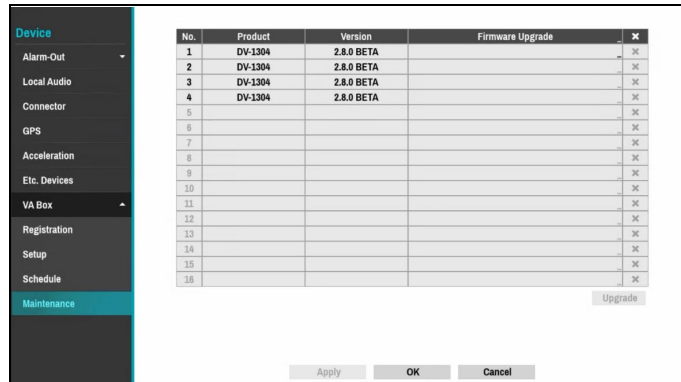 Device
Alarm-Out
Local Audio
Connector
GPS
Acceleration
Etc. Devices
VA Box
Registration
Setup
Schedule
Maintenance
No. Product Version Firmware Upgrade
1 DV-1304 2.8.0 BETA
2 DV-1304 2.8.0 BETA
3 DV-1304 2.8.0 BETA
4 DV-1304 2.8.0 BETA
5
6
7
8
9
10
11
12
13
14
15
16
Upgrade
Apply OK Cancel